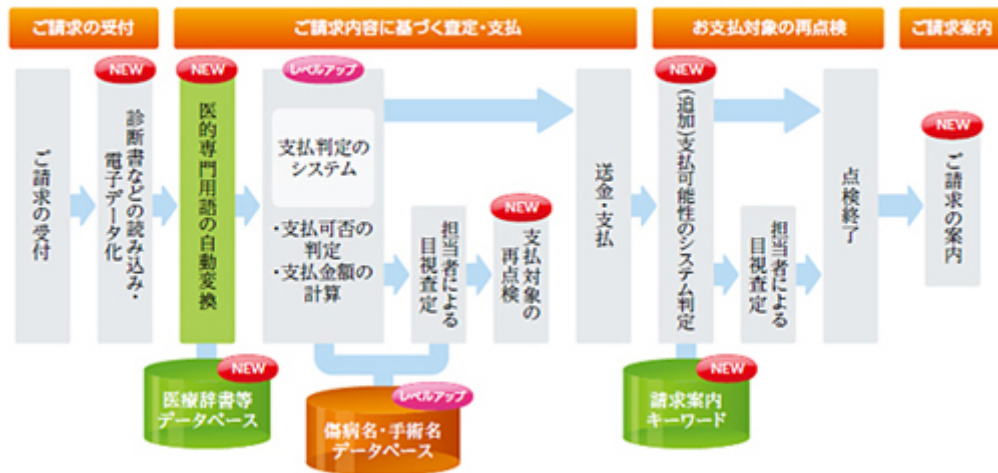 ご請求の受付
ご請求内容に基づく査定・支払
お支払対象の再点検
ご請求案内
ご請求の受付
NEW
診断書などの読み込み・
電子データ化
NEW
医的専門用語の自動変換
レベルアップ
支払判定の
システム
・支払可否の
判定
・支払金額の
計算
担当者による
目視査定
NEW
支払対象の
再点検
送金・支払
NEW
(追加)支払可能性のシステム判定
担当者による
目視査定
点検終了
NEW
ご請求の案内
NEW
医療辞書等
データベース
レベルアップ
傷病名・手術名
データベース
NEW
請求案内
キーワード